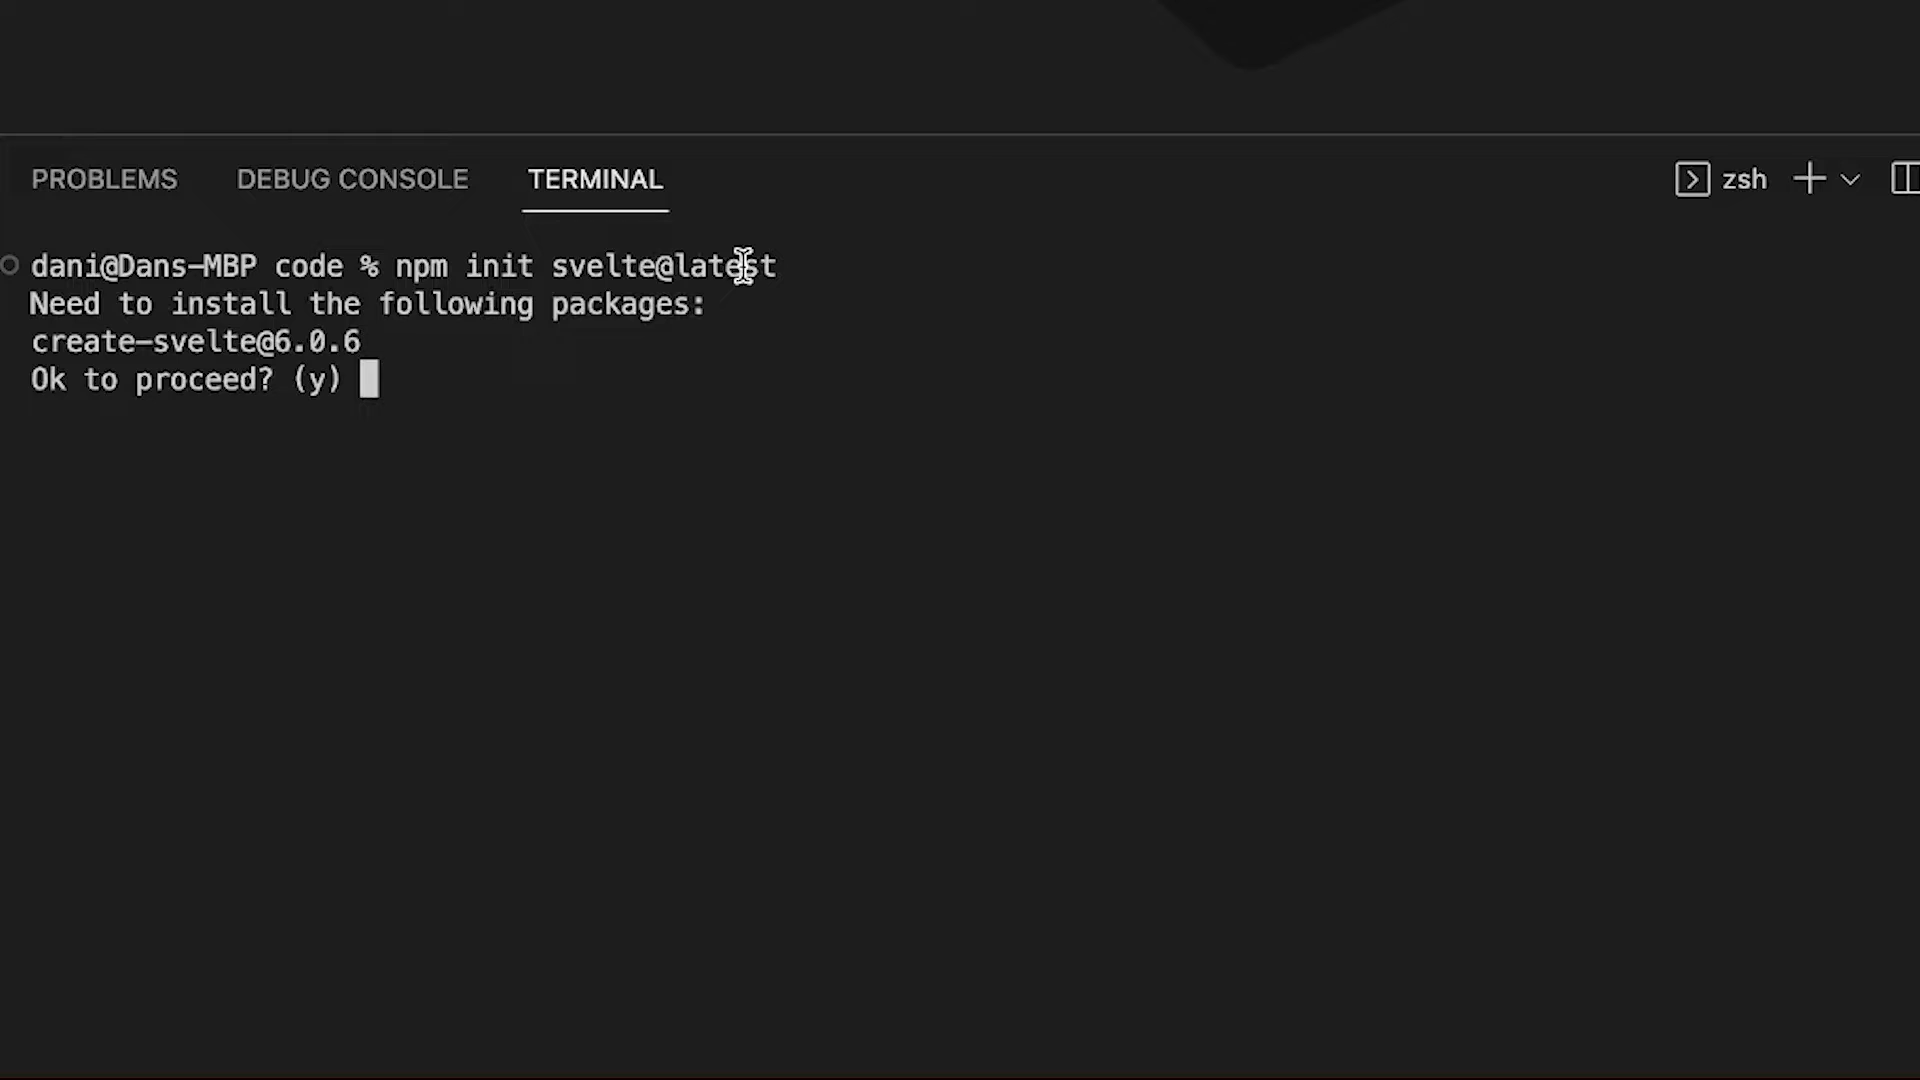 PROBLEMS DEBUG CONSOLE TERMINAL zsh
dani@Dans-MBP code % npm init svelte@latest
Need to install the following packages:
create-svelte@6.0.6
Ok to proceed? (y)